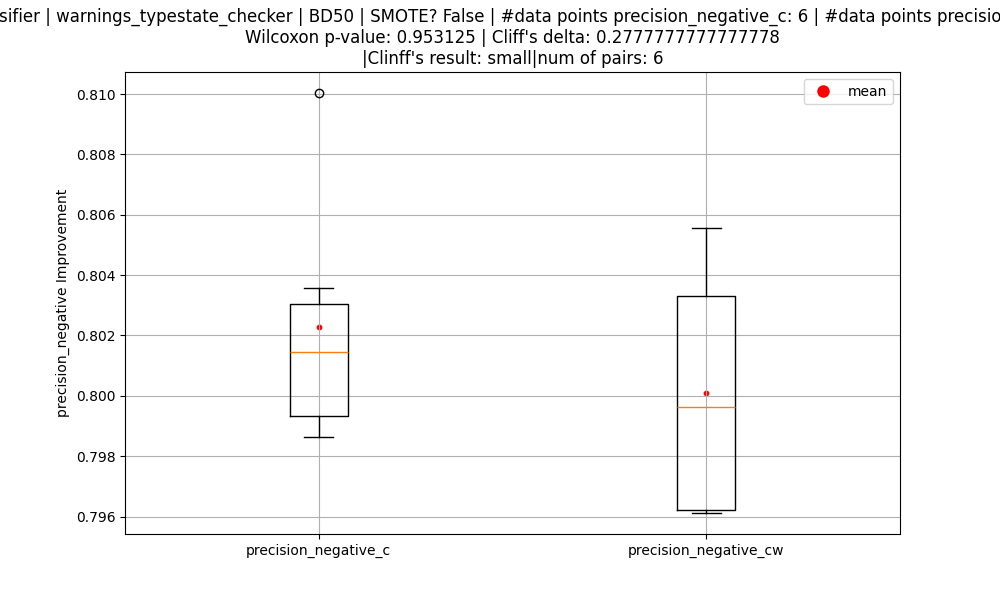 | warnings_typestate_checker | BD50 | SMOTE? False | #data points precision_negative_c: 6 | #data points
Wilcoxon p-value: 0.953125 | Cliff's delta: 0.2777777777777778
|Clinff's result: small|num of pairs: 6
mean
0.810
0.808
0.806
0.804
0.802
0.800
0.798
0.796
precision_negative Improvement
precision_negative_c
precision_negative_cw